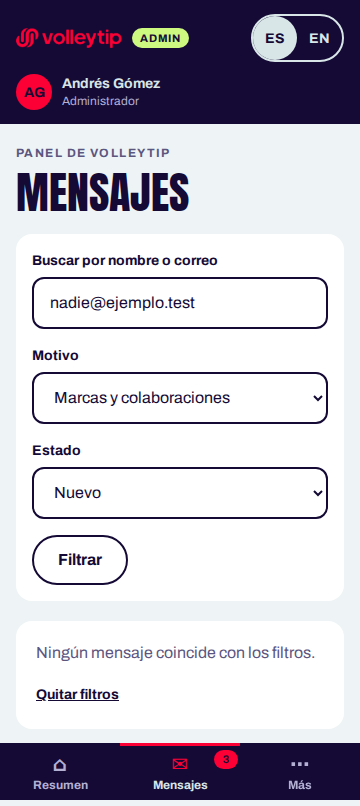 volleytip ADMIN ES EN
AG Andrés Gómez
Administrador
PANEL DE VOLLEYTIP
MENSAJES
Buscar por nombre o correo
nadie@ejemplo.test
Motivo
Marcas y colaboraciones
Estado
Nuevo
Filtrar
Ningún mensaje coincide con los filtros.
Quitar filtros
3
Resumen Mensajes Más